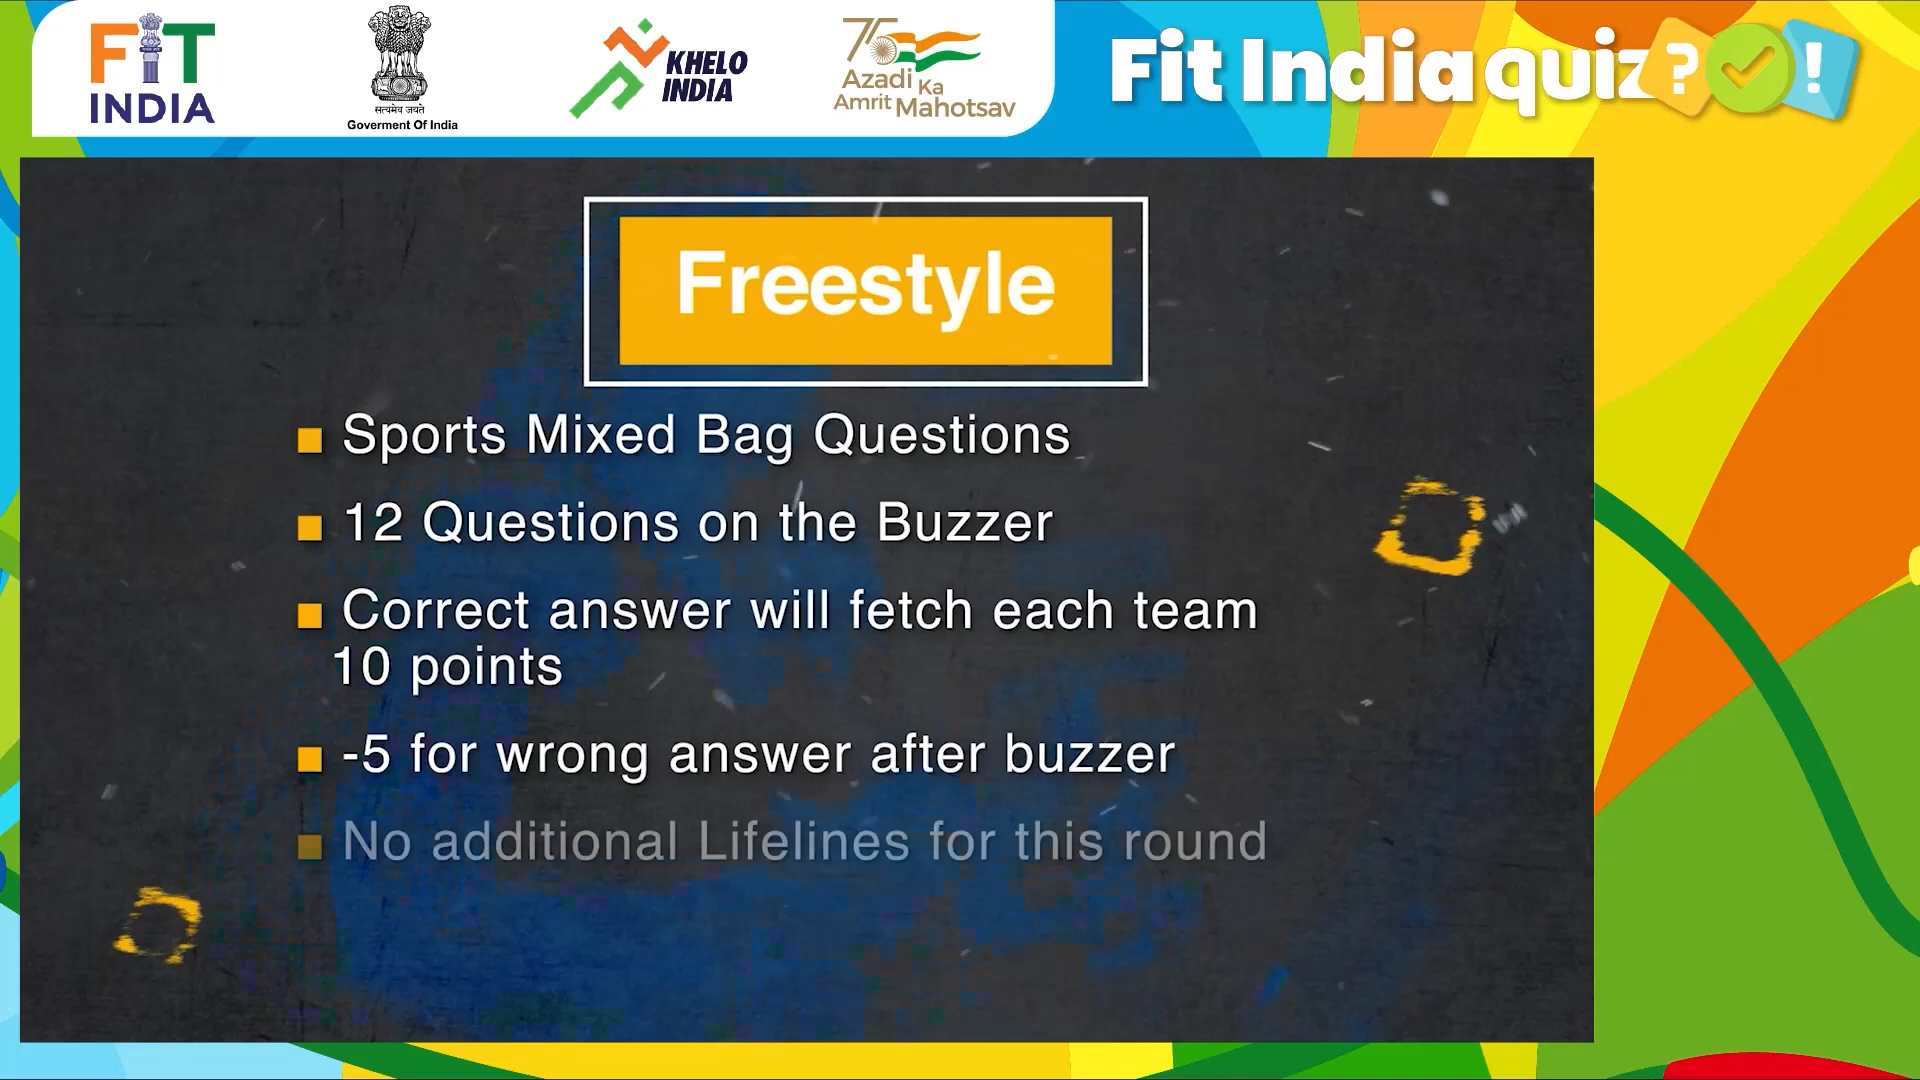 FIT
INDIA
सत्यमेव जयते
Goverment Of India
KHELO
INDIA
75
Azadi Ka
Amrit Mahotsav
Fit India quiz ? !
Freestyle
Sports Mixed Bag Questions
12 Questions on the Buzzer
Correct answer will fetch each team
10 points
-5 for wrong answer after buzzer
No additional Lifelines for this round